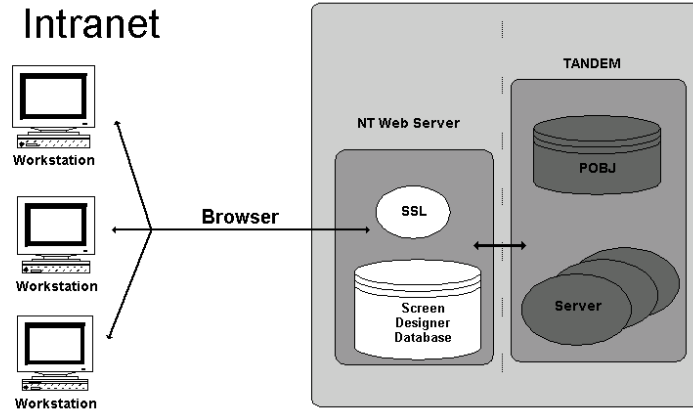 Intranet
TANDEM
NT Web Server
Workstation
POBJ
SSL
Browser
Workstation
Screen
Designer
Database
Server
Workstation